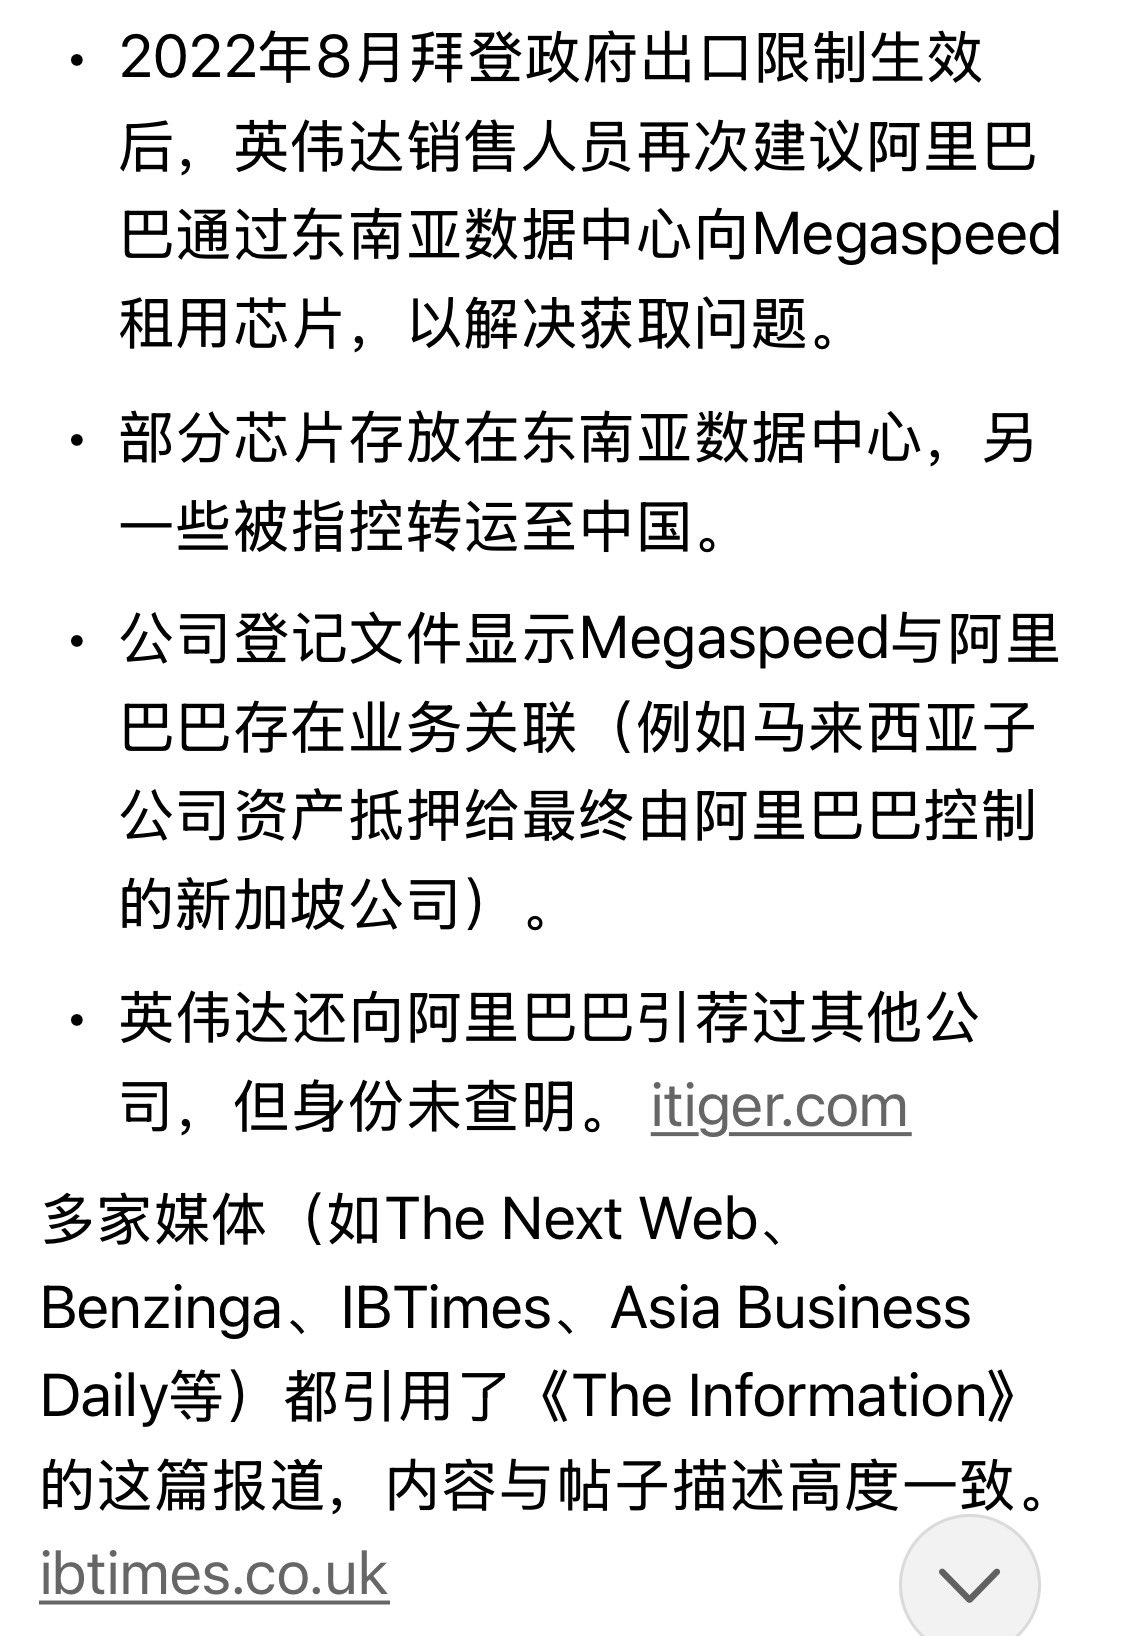 • 2022年8月拜登政府出口限制生效
后，英伟达销售人员再次建议阿里巴
巴通过东南亚数据中心向Megaspeed
租用芯片，以解决获取问题。
• 部分芯片存放在东南亚数据中心，另
一些被指控转运至中国。
• 公司登记文件显示Megaspeed与阿里
巴巴存在业务关联（例如马来西亚子
公司资产抵押给最终由阿里巴巴控制
的新加坡公司）。
• 英伟达还向阿里巴巴引荐过其他公
司，但身份未查明。 itiger.com
多家媒体（如The Next Web、
Benzinga、IBTimes、Asia Business
Daily等）都引用了《The Information》
的这篇报道，内容与帖子描述高度一致。
ibtimes.co.uk